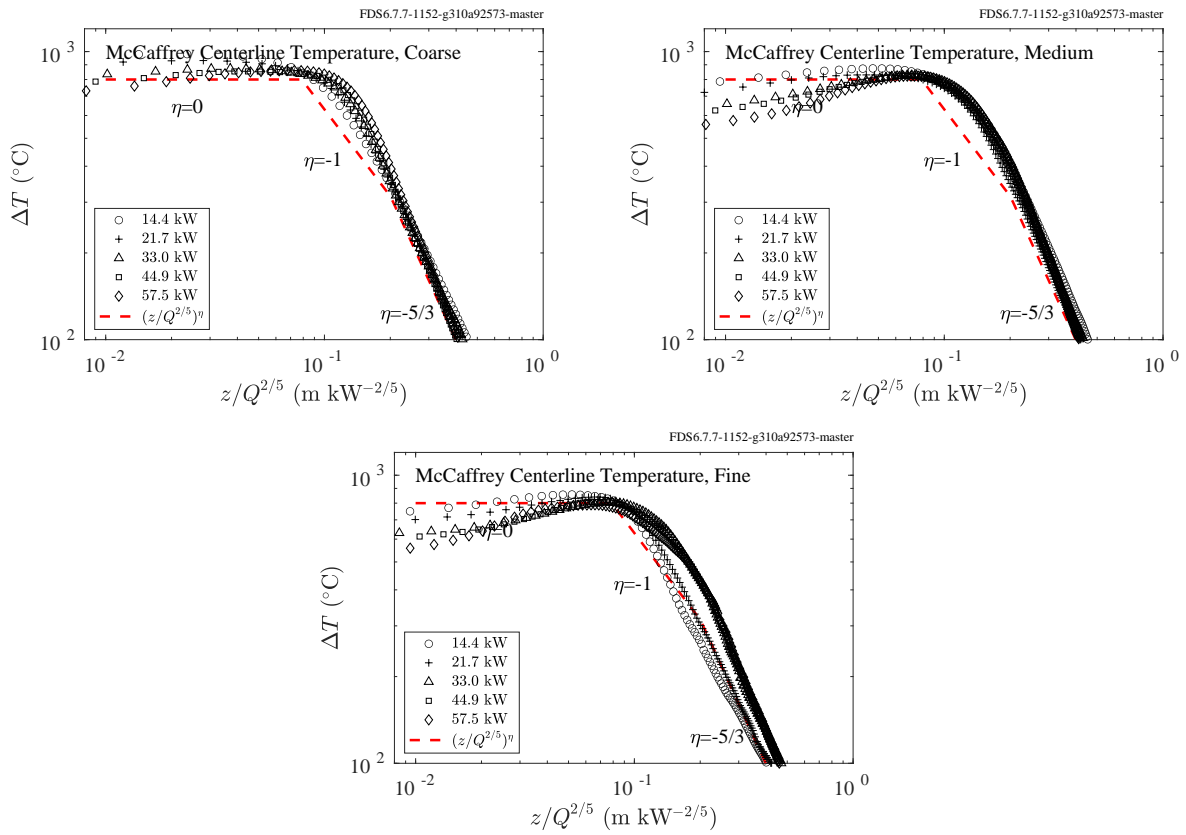 FDS6.7.7-1152-g310a92573-master
McCaffrey Centerline Temperature, Coarse
10^3
10^2
ΔT (°C)
η=0
η=-1
η=-5/3
14.4 kW
21.7 kW
33.0 kW
44.9 kW
57.5 kW
(z/Q^{2/5})^η
10^{-2}
10^{-1}
10^0
z/Q^{2/5} (m kW^{-2/5})
FDS6.7.7-1152-g310a92573-master
McCaffrey Centerline Temperature, Medium
10^3
10^2
ΔT (°C)
η=0
η=-1
η=-5/3
14.4 kW
21.7 kW
33.0 kW
44.9 kW
57.5 kW
(z/Q^{2/5})^η
10^{-2}
10^{-1}
10^0
z/Q^{2/5} (m kW^{-2/5})
FDS6.7.7-1152-g310a92573-master
McCaffrey Centerline Temperature, Fine
10^3
10^2
ΔT (°C)
η=0
η=-1
η=-5/3
14.4 kW
21.7 kW
33.0 kW
44.9 kW
57.5 kW
(z/Q^{2/5})^η
10^{-2}
10^{-1}
10^0
z/Q^{2/5} (m kW^{-2/5})